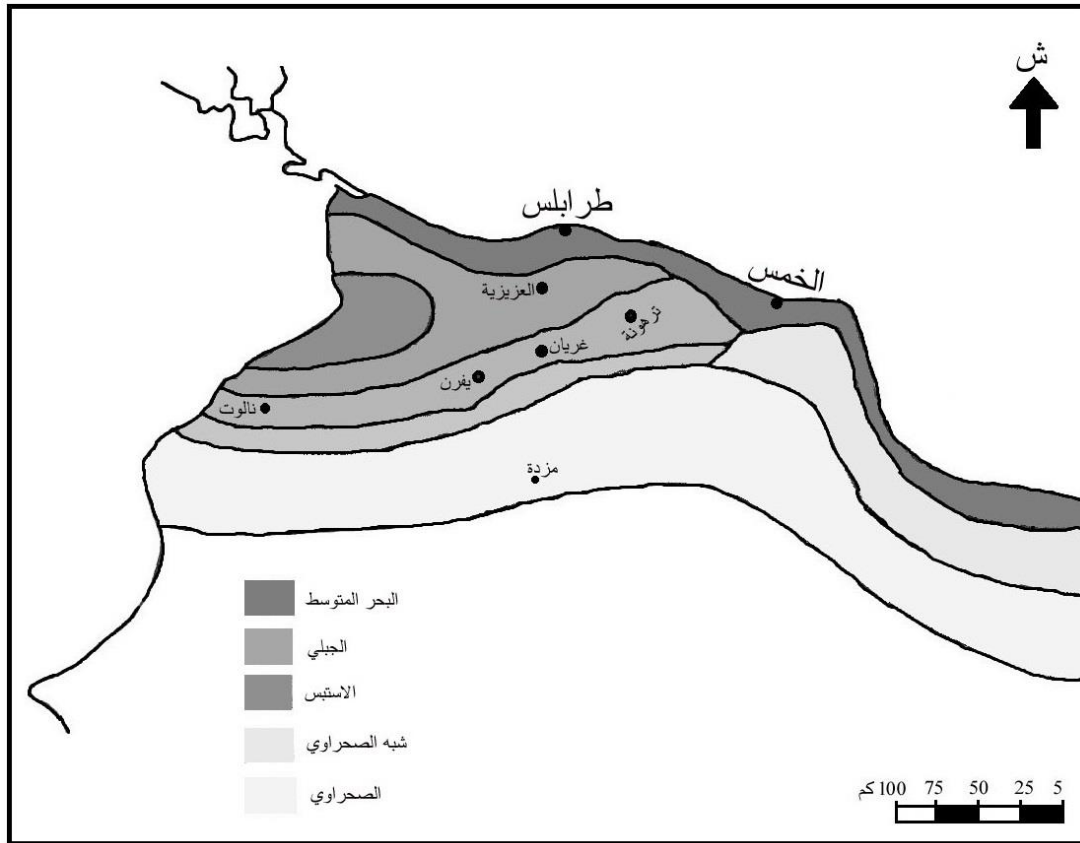 ش
طرابلس
الخمس
العزيزية
ترهونة
غريان
يفرن
نالوت
مزدة
البحر المتوسط
الجبلي
الاستبس
شبه الصحراوي
الصحراوي
5 25 50 75 100 كم